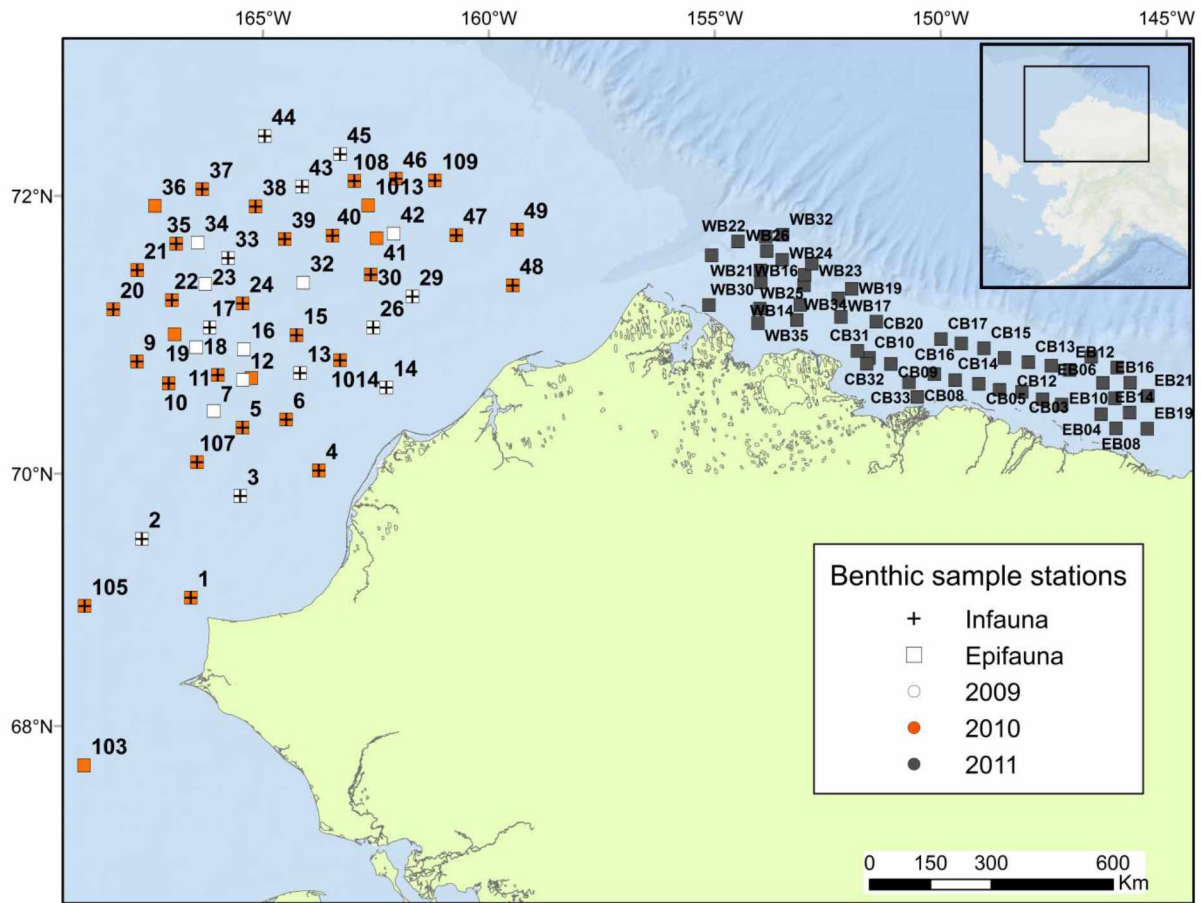 165°W 160°W 155°W 150°W 145°W
44
45
43 108 46 109
37
72°N
36 38 1013
35 34 39 40 42 47 49
33 41
21
32 30 29 48
22 23 24
20 17 26
15
9 19 18 16
12 13 14
11 1014
10 7
5 6
107 4
3
2
105 1
68°N
70°N
103
WB22 WB26 WB32
WB24
WB21 WB16 WB23
WB30 WB25 WB19
WB14 WB34 WB17
WB35
CB31 CB10 CB20 CB17 CB15
CB16 CB14 CB13 EB12
CB32 CB09 EB06 EB16
CB33 CB08 CB05 CB12 EB10 EB14 EB21
CB03
EB04 EB19
EB08
Benthic sample stations
Infauna
Epifauna
2009
2010
2011
0 150 300 600
Km